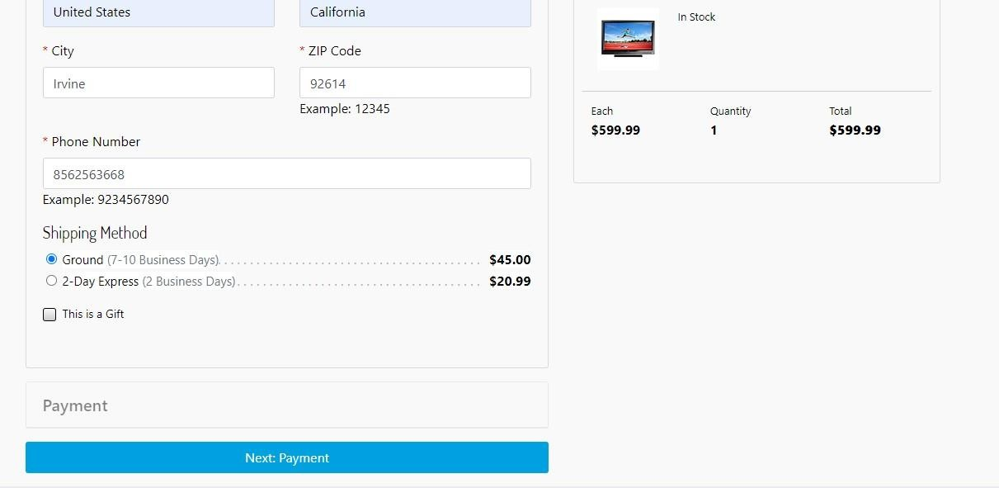 United States
California
* City
* ZIP Code
Irvine
92614
Example: 12345
* Phone Number
8562563668
Example: 9234567890
Shipping Method
Ground (7-10 Business Days) $45.00
2-Day Express (2 Business Days) $20.99
This is a Gift
Payment
Next: Payment
In Stock
Each Quantity Total
$599.99 1 $599.99